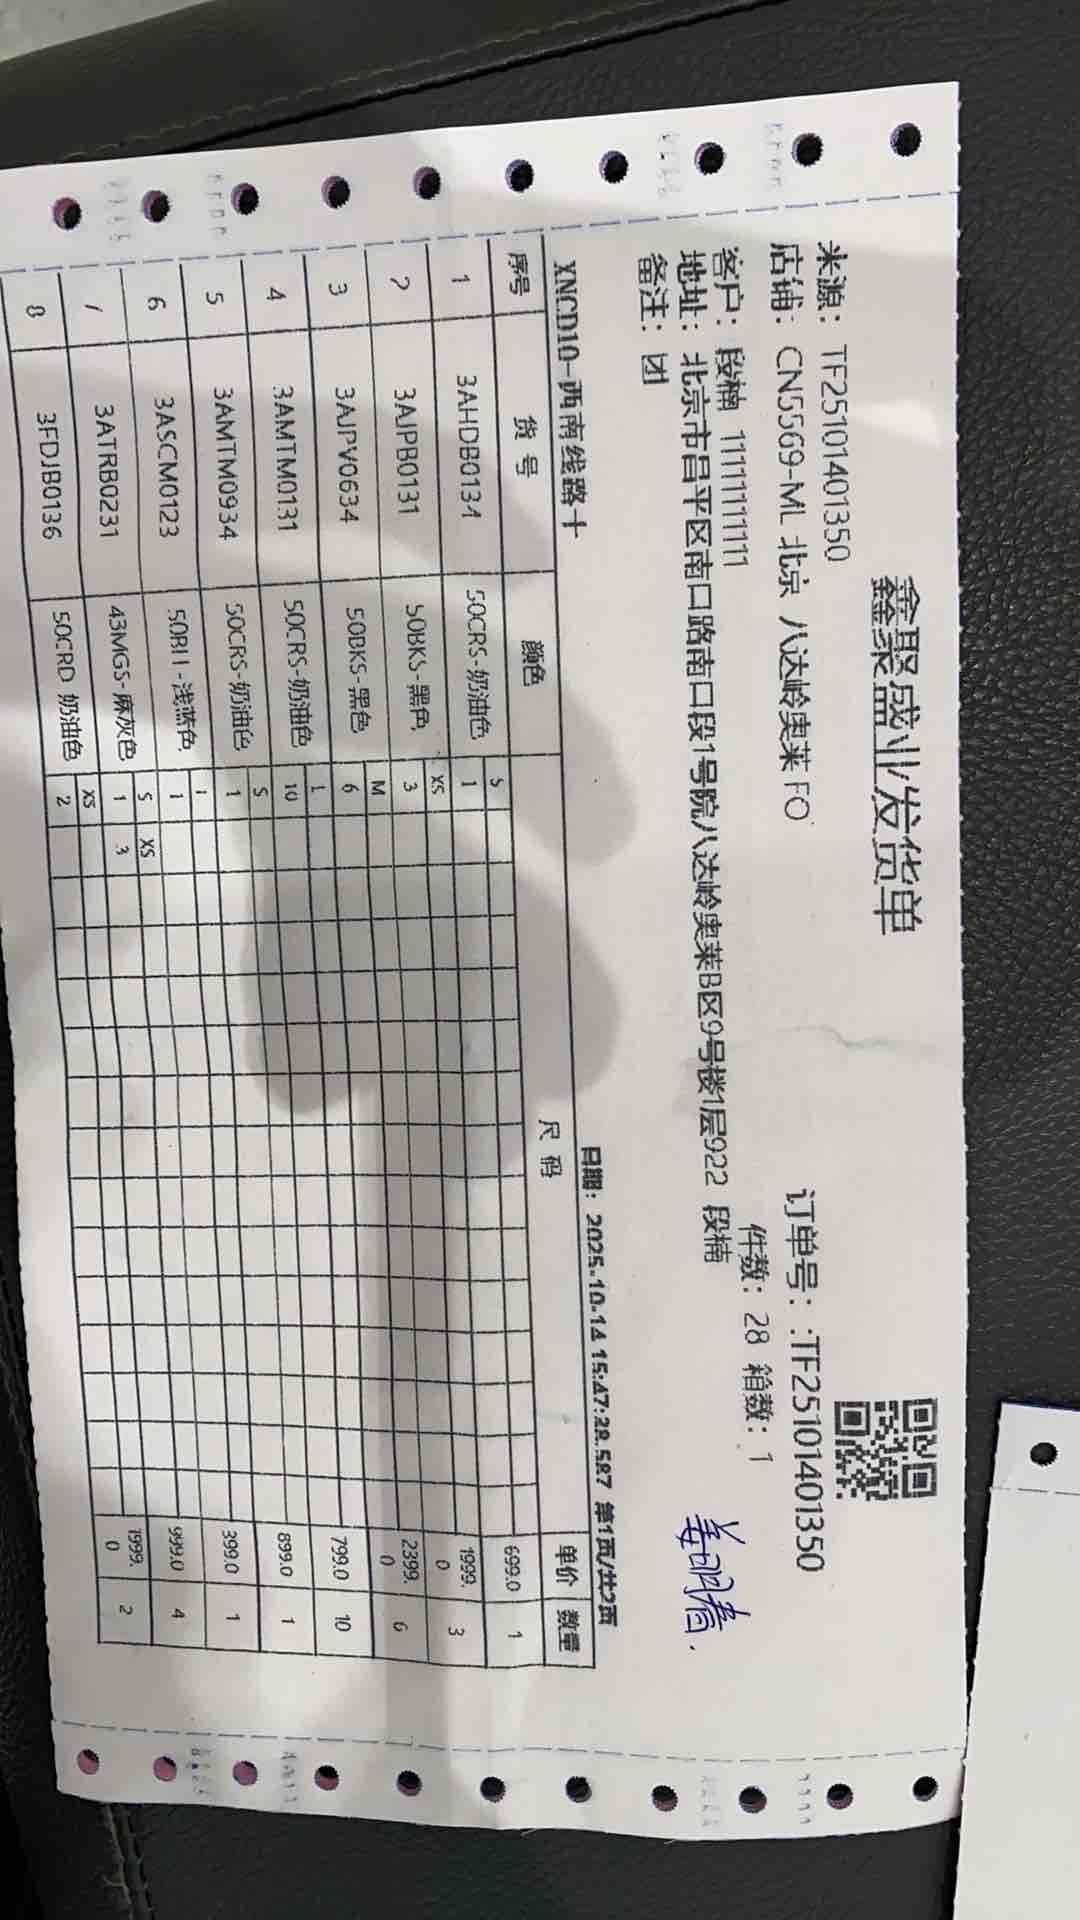 鑫聚盛业发货单
来源: TF25101401350
订单号: :TF25101401350
店铺: CN5569-ML 北京 八达岭奥莱 FO
件数: 28 箱数: 1
客户: 段楠 11111111111
地址: 北京市昌平区南口路南口段1号院八达岭奥莱B区9号楼1层922 段楠
备注: 团
姜明春
XNCD10-西南线路十 日期: 2025-10-14 15:47:28.587 第1页/共2页
序号 货号 颜色 尺码 单价 数量
1 3AHDB0134 50CRS-奶油色 S 1 699.0 1
2 3AJPB0131 50BKS-黑色 XS 3 1999.0 3
3 3AJPV0634 50BKS-黑色 M 6 2399.0 6
4 3AMTM0131 50CRS-奶油色 L 10 799.0 10
5 3AMTM0934 50CRS-奶油色 S 1 899.0 1
6 3ASCM0123 -浅蓝色 1 399.0 1
7 3ATRB0231 43MGS-麻灰色 S XS 1 3 999.0 4
8 3FDJB0136 50CRD 奶油色 XS 2 1999.0 2